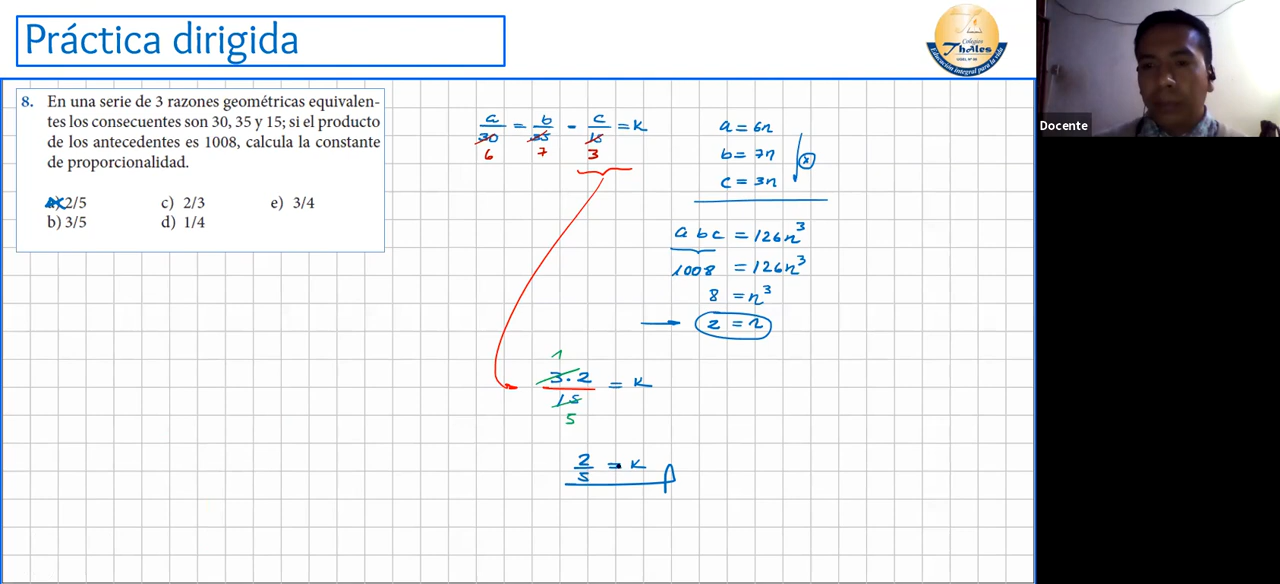 Práctica dirigida
Colegios
Thales
UGEL N° 06
Educación integral para la vida
Docente
8. En una serie de 3 razones geométricas equivalen-
tes los consecuentes son 30, 35 y 15; si el producto
de los antecedentes es 1008, calcula la constante
de proporcionalidad.
2/5 c) 2/3 e) 3/4
b) 3/5 d) 1/4
a/30 = b/35 - c/15 = K
6 7 3
a = 6n
b = 7n
c = 3n
(x)
a b c = 126n³
1008 = 126n³
8 = n³
2 = n
1
3·2/15 = K
5
2/5 = K